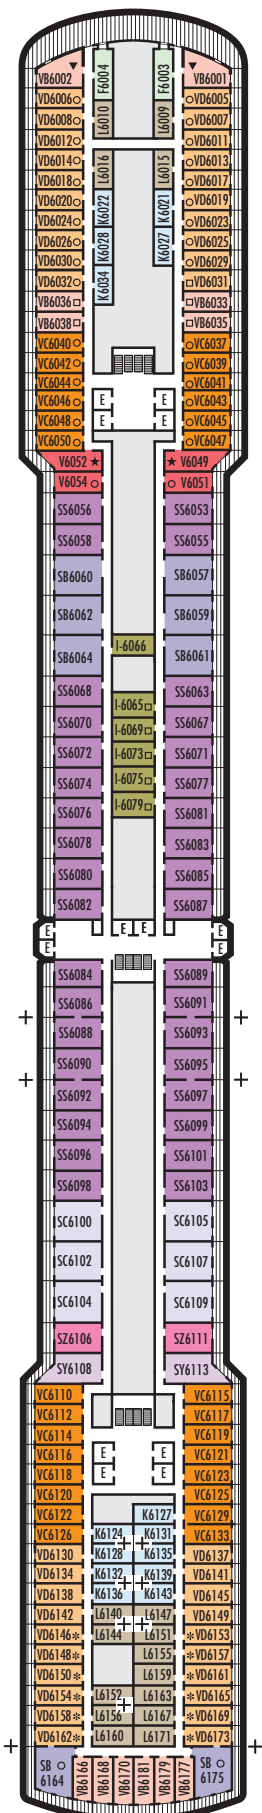 VB6002 F6004 F6003 VB6001
VD6006 L6010 L6009 VD6005
VD6008 VD6007
VD6012 VD6011
VD6014 L6016 L6015 VD6013
VD6018 VD6017
VD6020 K6022 K6021 VD6019
VD6024 VD6023
VD6026 K6028 K6027 VD6025
VD6030 VD6029
VD6032 K6034 VD6031
VB6036 VB6033
VB6038 VB6035
VC6040 VC6037
VC6042 VC6039
VC6044 VC6041
VC6046 E E VC6043
VC6048 E E VC6045
VC6050 VC6047
V6052 V6049
V6054 V6051
SS6056 SS6053
SS6058 SS6055
SB6060 SB6057
SB6062 SB6059
SB6064 I-6066 SB6061
SS6068 I-6065 SS6063
SS6070 I-6069 SS6067
SS6072 I-6073 SS6071
SS6074 I-6075 SS6077
SS6076 I-6079 SS6081
SS6078 SS6083
SS6080 SS6085
SS6082 SS6087
E E E E
E E
SS6084 SS6089
SS6086 SS6091
SS6088 SS6093
SS6090 SS6095
SS6092 SS6097
SS6094 SS6099
SS6096 SS6101
SS6098 SS6103
SC6100 SC6105
SC6102 SC6107
SC6104 SC6109
SZ6106 SZ6111
SY6108 SY6113
VC6110 VC6115
VC6112 VC6117
VC6114 VC6119
VC6116 E E VC6121
VC6118 E E VC6123
VC6120 VC6125
VC6122 K6127 VC6129
VC6126 K6124 K6131 VC6133
VD6130 K6128 K6135 VD6137
VD6134 K6132 K6139 VD6141
VD6138 K6136 K6143 VD6145
VD6142 L6140 L6147 VD6149
VD6146 L6144 L6151 VD6153
VD6148 L6155 VD6157
VD6150 L6159 VD6161
VD6154 L6152 L6163 VD6165
VD6158 L6156 L6167 VD6169
VD6162 L6160 L6171 VD6173
SB 6164 VB6166 VB6168 VB6170 VB6181 VB6179 VB6177 SB 6175